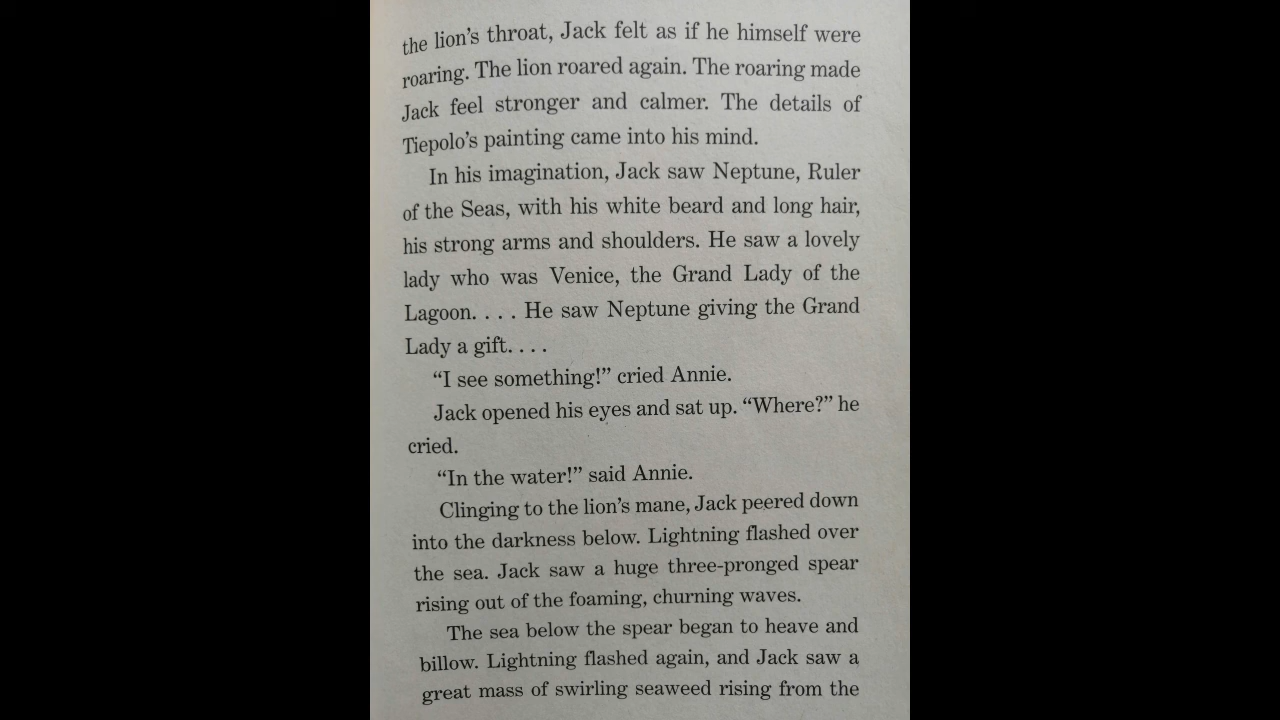 the lion's throat, Jack felt as if he himself were
roaring. The lion roared again. The roaring made
Jack feel stronger and calmer. The details of
Tiepolo's painting came into his mind.
In his imagination, Jack saw Neptune, Ruler
of the Seas, with his white beard and long hair,
his strong arms and shoulders. He saw a lovely
lady who was Venice, the Grand Lady of the
Lagoon. . . . He saw Neptune giving the Grand
Lady a gift. . . .
“I see something!” cried Annie.
Jack opened his eyes and sat up. “Where?” he
cried.
“In the water!” said Annie.
Clinging to the lion's mane, Jack peered down
into the darkness below. Lightning flashed over
the sea. Jack saw a huge three-pronged spear
rising out of the foaming, churning waves.
The sea below the spear began to heave and
billow. Lightning flashed again, and Jack saw a
great mass of swirling seaweed rising from the